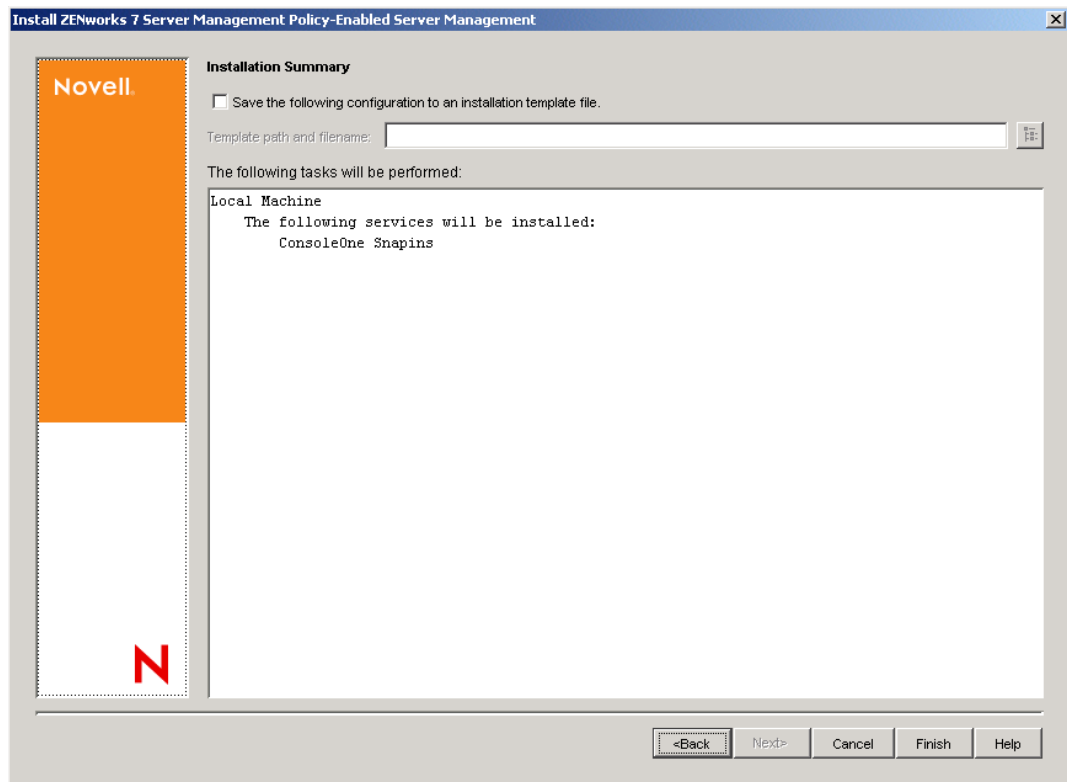 Install ZENworks 7 Server Management Policy-Enabled Server Management
Novell.
Installation Summary
Save the following configuration to an installation template file.
Template path and filename:
The following tasks will be performed:
Local Machine
The following services will be installed:
ConsoleOne Snapins
N
<Back
Next>
Cancel
Finish
Help